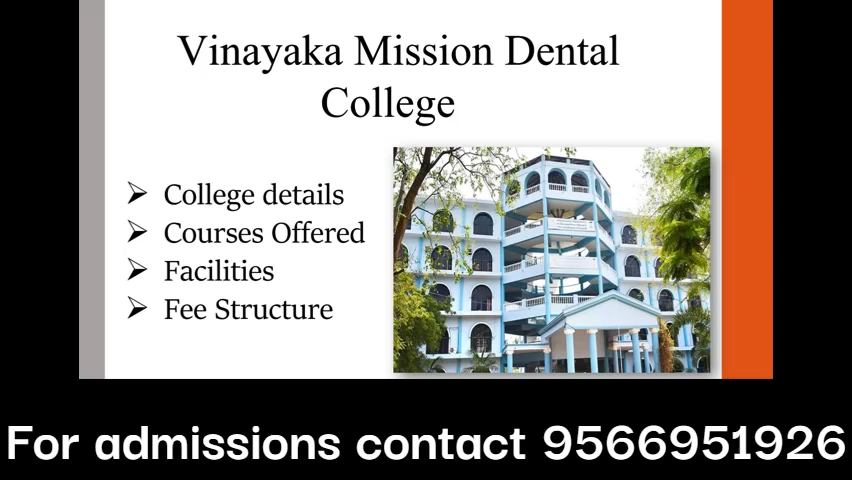 Vinayaka Mission Dental
College
College details
Courses Offered
Facilities
Fee Structure
For admissions contact 9566951926